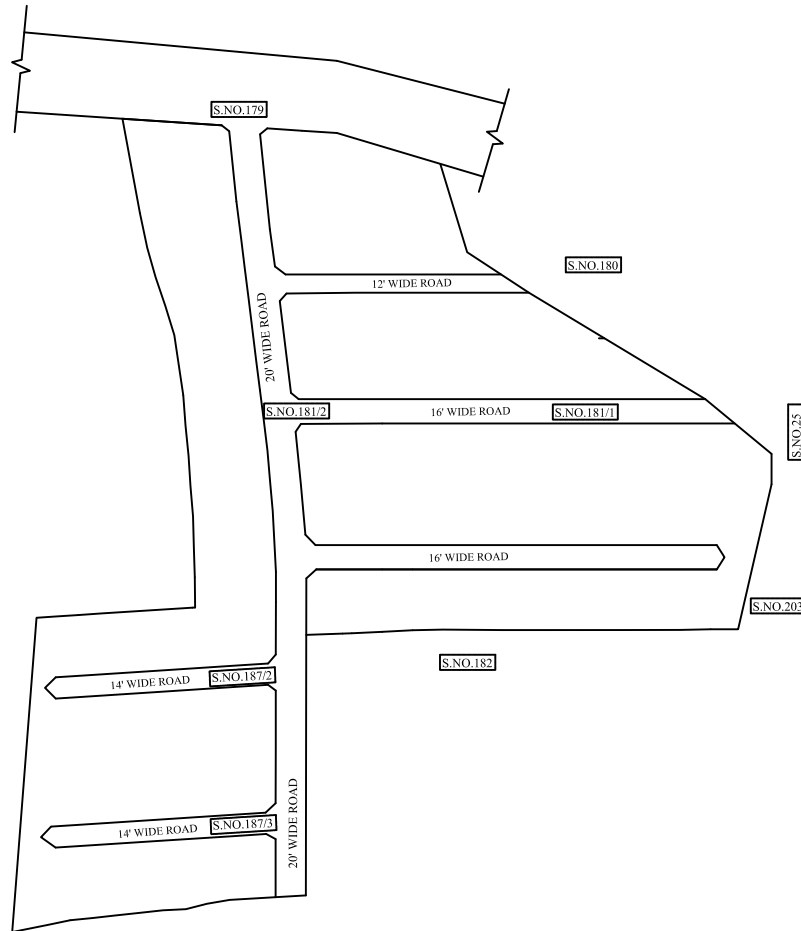 S.NO.179
S.NO.180
12' WIDE ROAD
20' WIDE ROAD
S.NO.181/2
16' WIDE ROAD
S.NO.181/1
S.NO.25
16' WIDE ROAD
S.NO.203
S.NO.182
14' WIDE ROAD
S.NO.187/2
20' WIDE ROAD
14' WIDE ROAD
S.NO.187/3